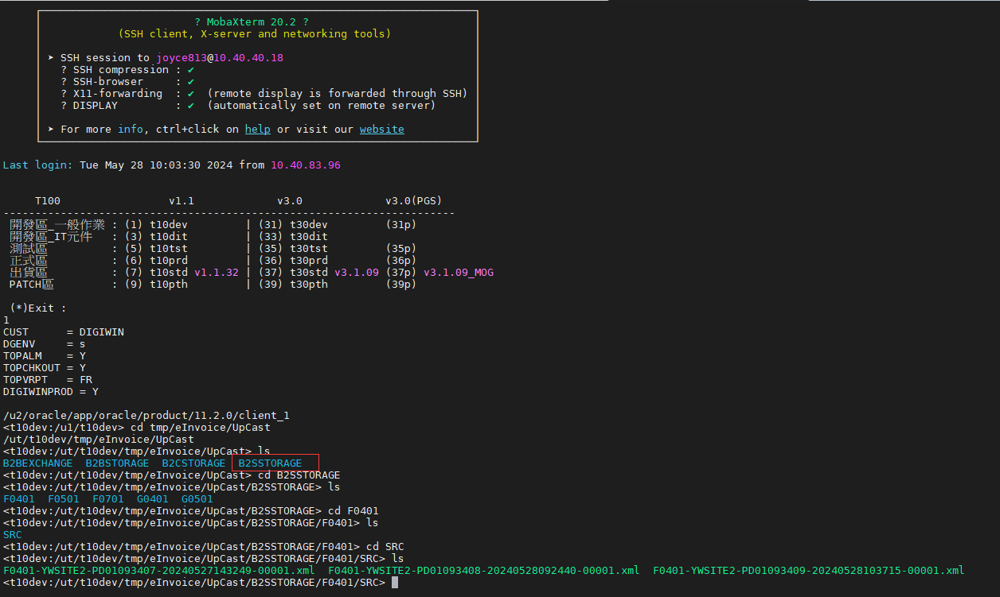 ? MobaXterm 20.2 ?
(SSH client, X-server and networking tools)
➤ SSH session to joyce813@10.40.40.18
? SSH compression : ✔
? SSH-browser     : ✔
? X11-forwarding  : ✔  (remote display is forwarded through SSH)
? DISPLAY         : ✔  (automatically set on remote server)
➤ For more info, ctrl+click on help or visit our website
Last login: Tue May 28 10:03:30 2024 from 10.40.83.96
T100                 v1.1             v3.0             v3.0(PGS)
-----------------------------------------------------------------------
開發區_一般作業 : (1) t10dev         | (31) t30dev         (31p)
開發區_IT元件   : (3) t10dit         | (33) t30dit
測試區          : (5) t10tst         | (35) t30tst         (35p)
正式區          : (6) t10prd         | (36) t30prd         (36p)
出貨區          : (7) t10std v1.1.32 | (37) t30std v3.1.09 (37p) v3.1.09_MOG
PATCH區         : (9) t10pth         | (39) t30pth         (39p)
(*)Exit :
1
CUST      = DIGIWIN
DGENV     = s
TOPALM    = Y
TOPCHKOUT = Y
TOPVRPT   = FR
DIGIWINPROD = Y
/u2/oracle/app/oracle/product/11.2.0/client_1
<t10dev:/u1/t10dev> cd tmp/eInvoice/UpCast
/ut/t10dev/tmp/eInvoice/UpCast
<t10dev:/ut/t10dev/tmp/eInvoice/UpCast> ls
B2BEXCHANGE  B2BSTORAGE  B2CSTORAGE  B2SSTORAGE
<t10dev:/ut/t10dev/tmp/eInvoice/UpCast> cd B2SSTORAGE
<t10dev:/ut/t10dev/tmp/eInvoice/UpCast/B2SSTORAGE> ls
F0401  F0501  F0701  G0401  G0501
<t10dev:/ut/t10dev/tmp/eInvoice/UpCast/B2SSTORAGE> cd F0401
<t10dev:/ut/t10dev/tmp/eInvoice/UpCast/B2SSTORAGE/F0401> ls
SRC
<t10dev:/ut/t10dev/tmp/eInvoice/UpCast/B2SSTORAGE/F0401> cd SRC
<t10dev:/ut/t10dev/tmp/eInvoice/UpCast/B2SSTORAGE/F0401/SRC> ls
F0401-YWSITE2-PD01093407-20240527143249-00001.xml  F0401-YWSITE2-PD01093408-20240528092440-00001.xml  F0401-YWSITE2-PD01093409-20240528103715-00001.xml
<t10dev:/ut/t10dev/tmp/eInvoice/UpCast/B2SSTORAGE/F0401/SRC>